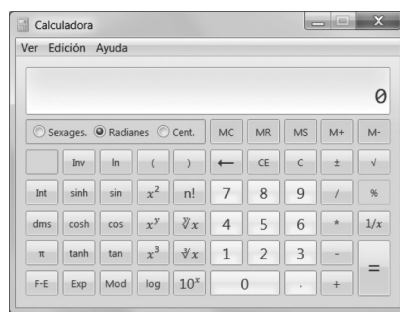 Calculadora
Ver Edición Ayuda
0
Sexages. Radianes Cent. MC MR MS M+ M-
Inv ln ( ) ← CE C ± √
Int sinh sin x² n! 7 8 9 / %
dms cosh cos xʸ ʸ√x 4 5 6 * 1/x
π tanh tan x³ ³√x 1 2 3 - =
F-E Exp Mod log 10ˣ 0 . +